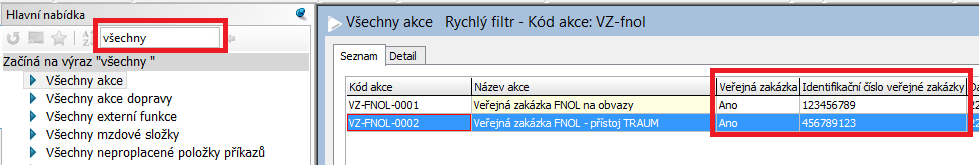 Hlavní nabídka
všechny
Začíná na výraz "všechny "
Všechny akce
Všechny akce dopravy
Všechny externí funkce
Všechny mzdové složky
Všechny neproplacené položky příkazů
Všechny akce Rychlý filtr - Kód akce: VZ-fnol
Seznam Detail
Kód akce Název akce Veřejná zakázka Identifikační číslo veřejné zakázky
VZ-FNOL-0001 Veřejná zakázka FNOL na obvazy Ano 123456789
VZ-FNOL-0002 Veřejná zakázka FNOL - přístoj TRAUM Ano 456789123